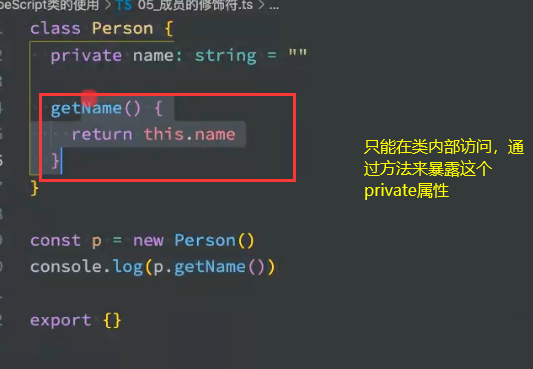 peScript类的使用 > TS 05_成员的修饰符.ts > ...
class Person {
private name: string = ""
getName() {
return this.name
}
}
const p = new Person()
console.log(p.getName())
export {}
只能在类内部访问，通
过方法来暴露这个
private属性